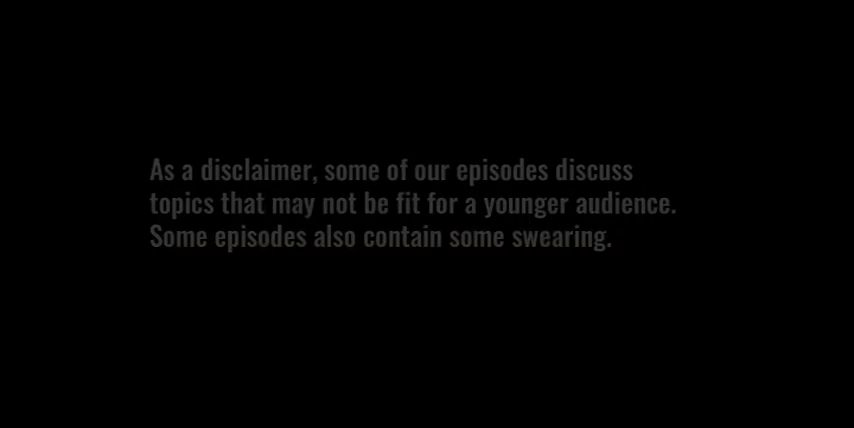 As a disclaimer, some of our episodes discuss
topics that may not be fit for a younger audience.
Some episodes also contain some swearing.